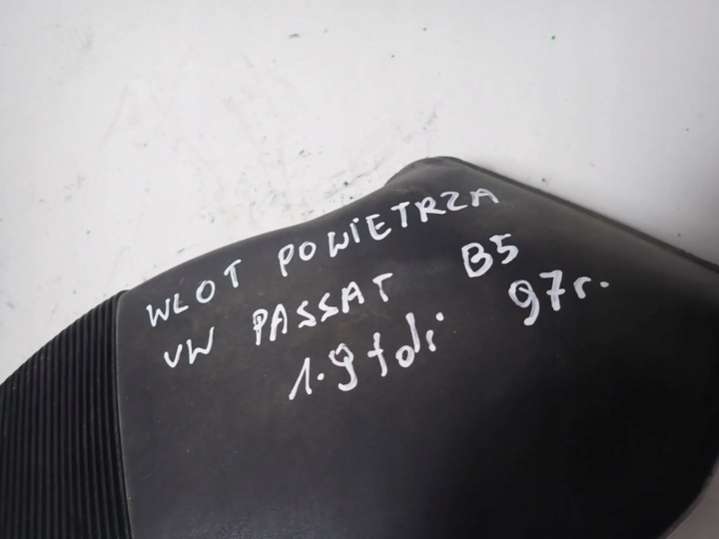 WLOT POWIETRZA
VW PASSAT B5
1.9 tdi 97r.